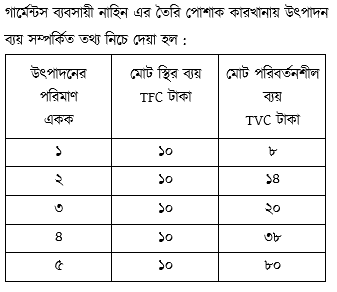 গার্মেন্টস ব্যবসায়ী নাহিন এর তৈরি পোশাক কারখানায় উৎপাদন
ব্যয় সম্পর্কিত তথ্য নিচে দেয়া হল :
উৎপাদনের পরিমাণ একক | মোট স্থির ব্যয় TFC টাকা | মোট পরিবর্তনশীল ব্যয় TVC টাকা
১ ১০ ৮
২ ১০ ১৪
৩ ১০ ২০
৪ ১০ ৩৮
৫ ১০ ৮০